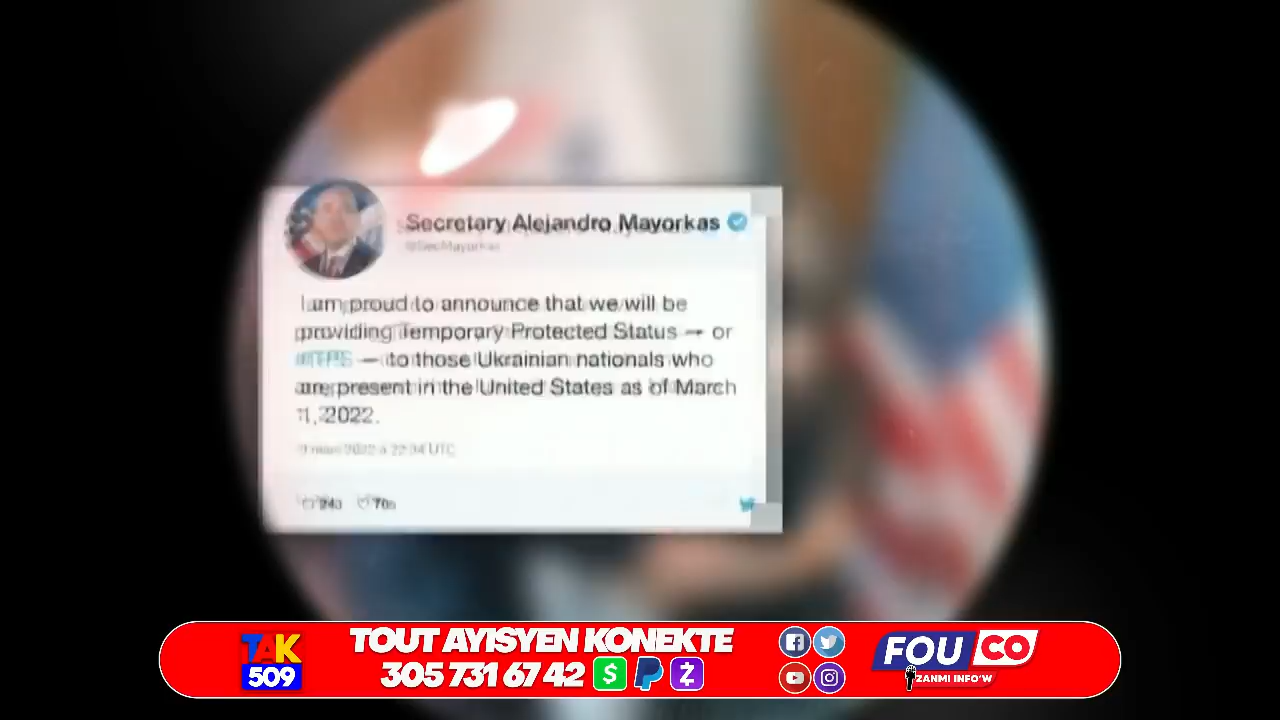 Secretary Alejandro Mayorkas
@SecMayorkas
I am proud to announce that we will be
providing Temporary Protected Status — or
#TPS — to those Ukrainian nationals who
are present in the United States as of March
1, 2022.
TAK
509
TOUT AYISYEN KONEKTE
305 731 67 42
FOU CO
ZANMI INFO'W